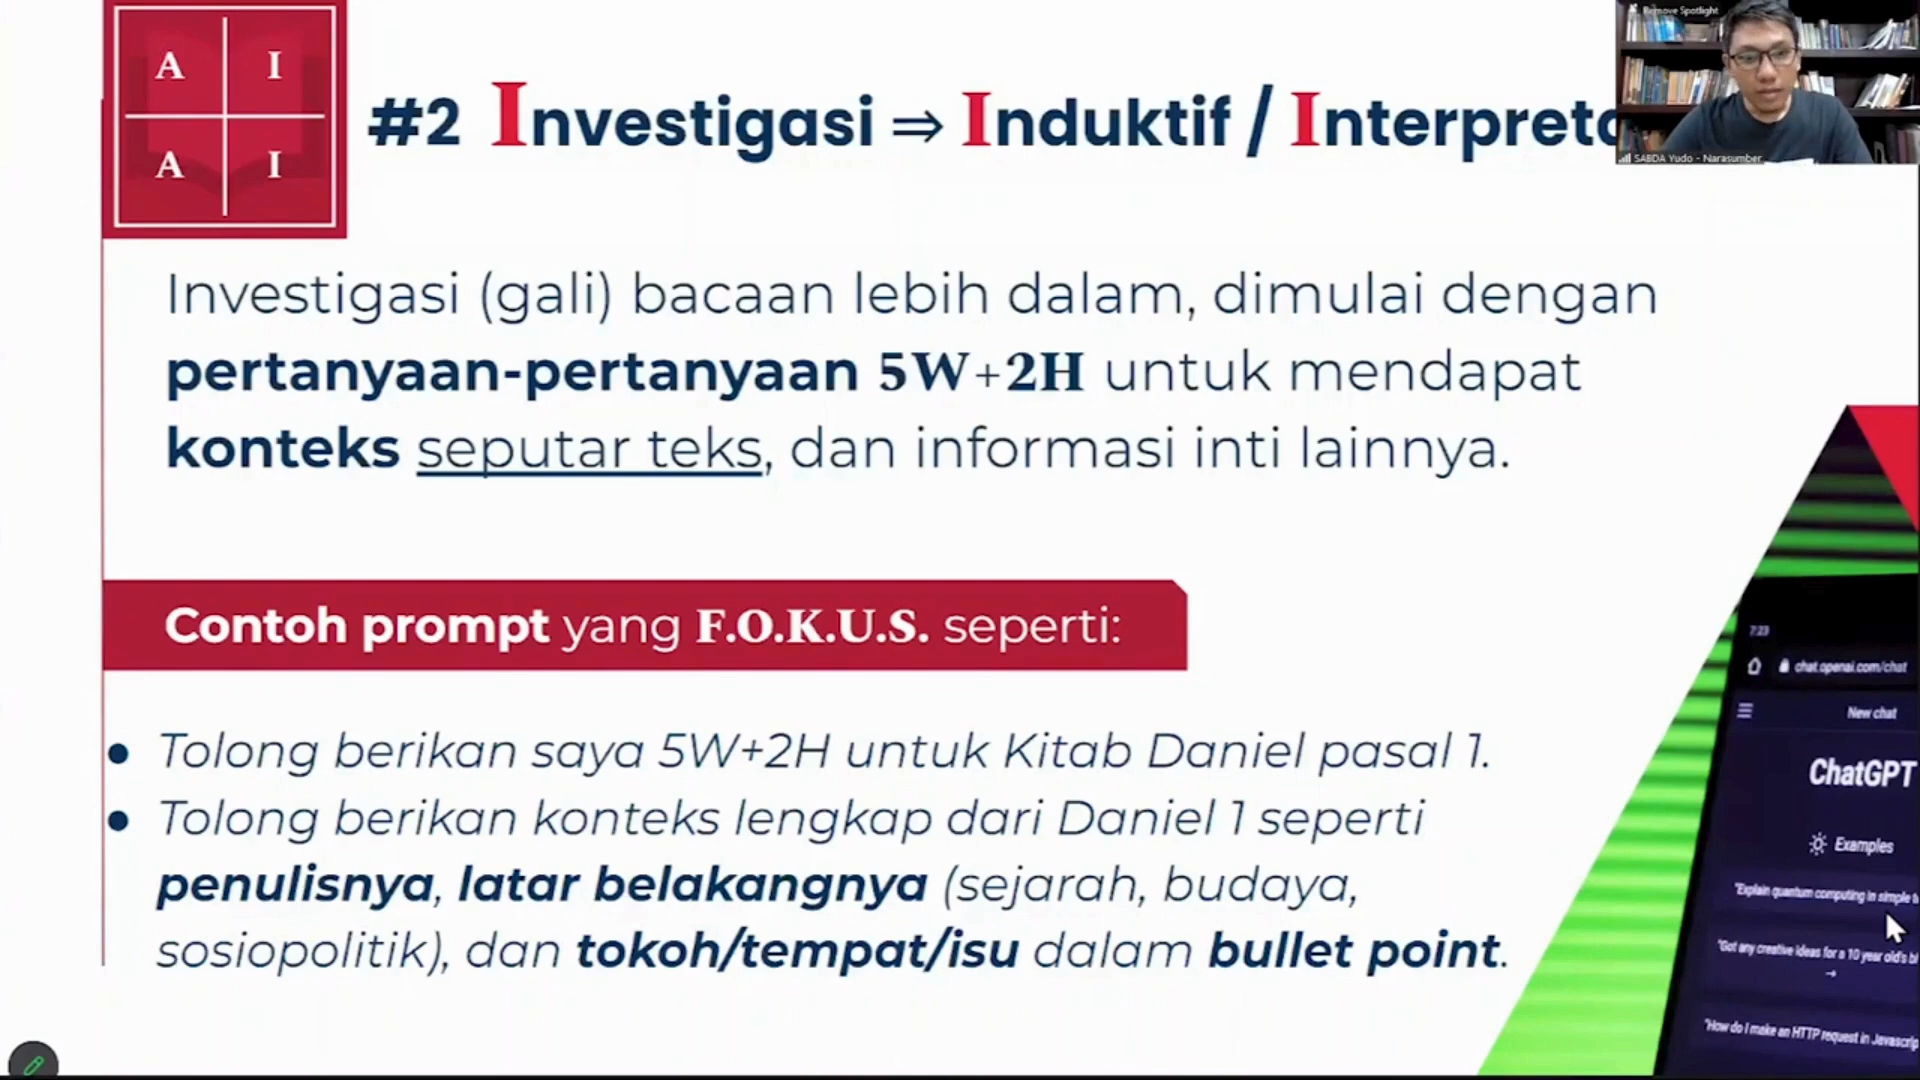 A I
A I
#2 Investigasi ⇒ Induktif / Interpreta
Remove Spotlight
SABDA Yudo - Narasumber
Investigasi (gali) bacaan lebih dalam, dimulai dengan
pertanyaan-pertanyaan 5W+2H untuk mendapat
konteks seputar teks, dan informasi inti lainnya.
Contoh prompt yang F.O.K.U.S. seperti:
● Tolong berikan saya 5W+2H untuk Kitab Daniel pasal 1.
● Tolong berikan konteks lengkap dari Daniel 1 seperti
penulisnya, latar belakangnya (sejarah, budaya,
sosiopolitik), dan tokoh/tempat/isu dalam bullet point.
7:23
chat.openai.com/chat
New chat
ChatGPT
Examples
"Explain quantum computing in simple
"Got any creative ideas for a 10 year old's
→
"How do I make an HTTP request in Javascrip